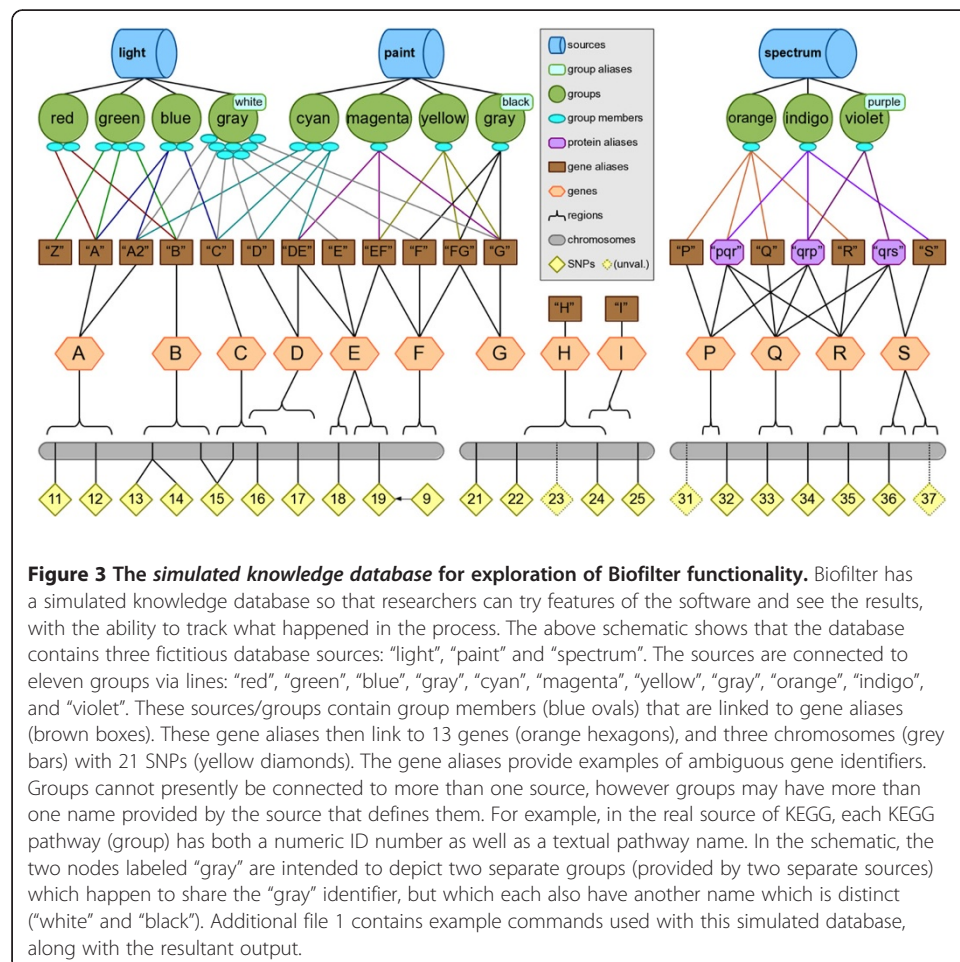 light
paint
spectrum
sources
group aliases
groups
group members
protein aliases
gene aliases
genes
regions
chromosomes
SNPs (unval.)
white
black
purple
red
green
blue
gray
cyan
magenta
yellow
gray
orange
indigo
violet
"Z"
"A"
"A2"
"B"
"C"
"D"
"DE"
"E"
"EF"
"F"
"FG"
"G"
"P"
"pqr"
"Q"
"qrp"
"R"
"qrs"
"S"
"H"
"I"
A
B
C
D
E
F
G
H
I
P
Q
R
S
11
12
13
14
15
16
17
18
19
9
21
22
23
24
25
31
32
33
34
35
36
37
Figure 3 The simulated knowledge database for exploration of Biofilter functionality. Biofilter has
a simulated knowledge database so that researchers can try features of the software and see the results,
with the ability to track what happened in the process. The above schematic shows that the database
contains three fictitious database sources: “light”, “paint” and “spectrum”. The sources are connected to
eleven groups via lines: “red”, “green”, “blue”, “gray”, “cyan”, “magenta”, “yellow”, “gray”, “orange”, “indigo”,
and “violet”. These sources/groups contain group members (blue ovals) that are linked to gene aliases
(brown boxes). These gene aliases then link to 13 genes (orange hexagons), and three chromosomes (grey
bars) with 21 SNPs (yellow diamonds). The gene aliases provide examples of ambiguous gene identifiers.
Groups cannot presently be connected to more than one source, however groups may have more than
one name provided by the source that defines them. For example, in the real source of KEGG, each KEGG
pathway (group) has both a numeric ID number as well as a textual pathway name. In the schematic, the
two nodes labeled “gray” are intended to depict two separate groups (provided by two separate sources)
which happen to share the “gray” identifier, but which each also have another name which is distinct
(“white” and “black”). Additional file 1 contains example commands used with this simulated database,
along with the resultant output.